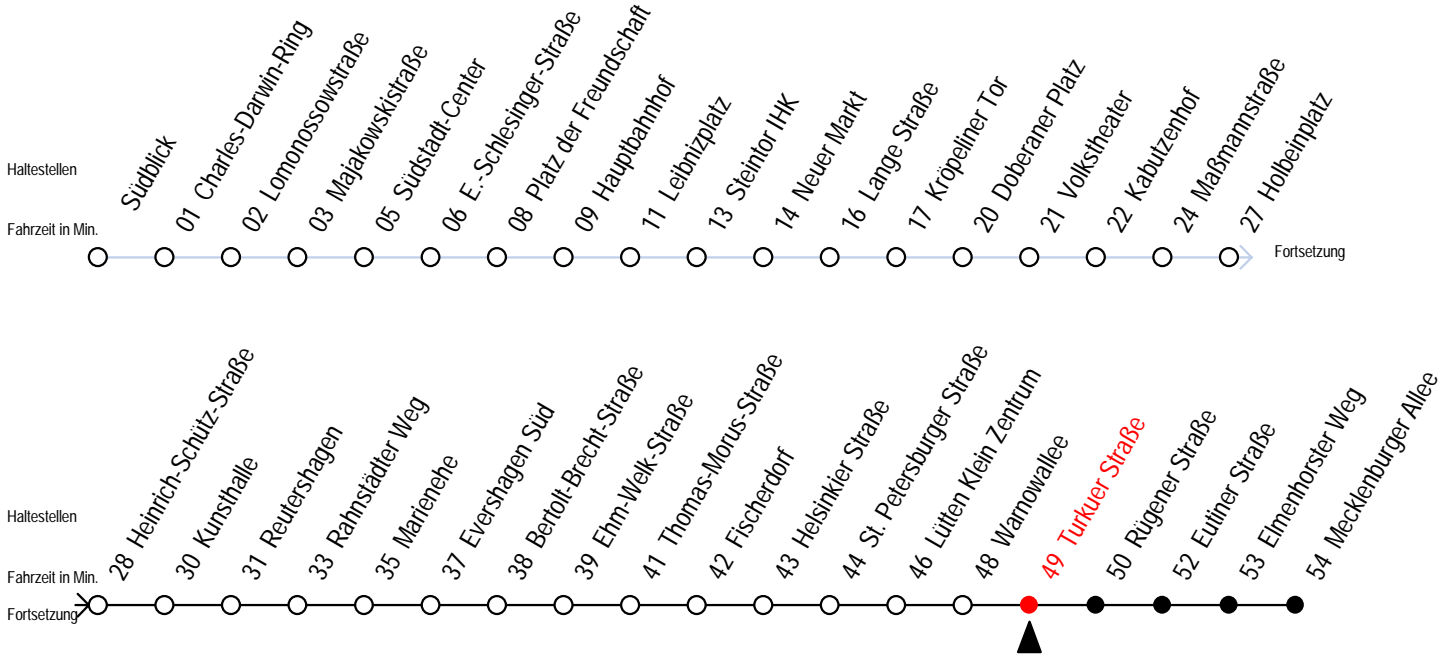 Haltestellen
Südblick
01 Charles-Darwin-Ring
02 Lomonossowstraße
03 Majakowskistraße
05 Südstadt-Center
06 E.-Schlesinger-Straße
08 Platz der Freundschaft
09 Hauptbahnhof
11 Leibnizplatz
13 Steintor IHK
14 Neuer Markt
16 Lange Straße
17 Kröpeliner Tor
20 Doberaner Platz
21 Volkstheater
22 Kabutzenhof
24 Maßmannstraße
27 Holbeinplatz
Fahrzeit in Min.
Fortsetzung
Haltestellen
28 Heinrich-Schütz-Straße
30 Kunsthalle
31 Reutershagen
33 Rahnstädter Weg
35 Marienehe
37 Evershagen Süd
38 Bertolt-Brecht-Straße
39 Ehm-Welk-Straße
41 Thomas-Morus-Straße
42 Fischerdorf
43 Helsinkier Straße
44 St. Petersburger Straße
46 Lütten Klein Zentrum
48 Warnowallee
49 Turkuer Straße
50 Rügener Straße
52 Eutiner Straße
53 Elmenhorster Weg
54 Mecklenburger Allee
Fahrzeit in Min.
Fortsetzung